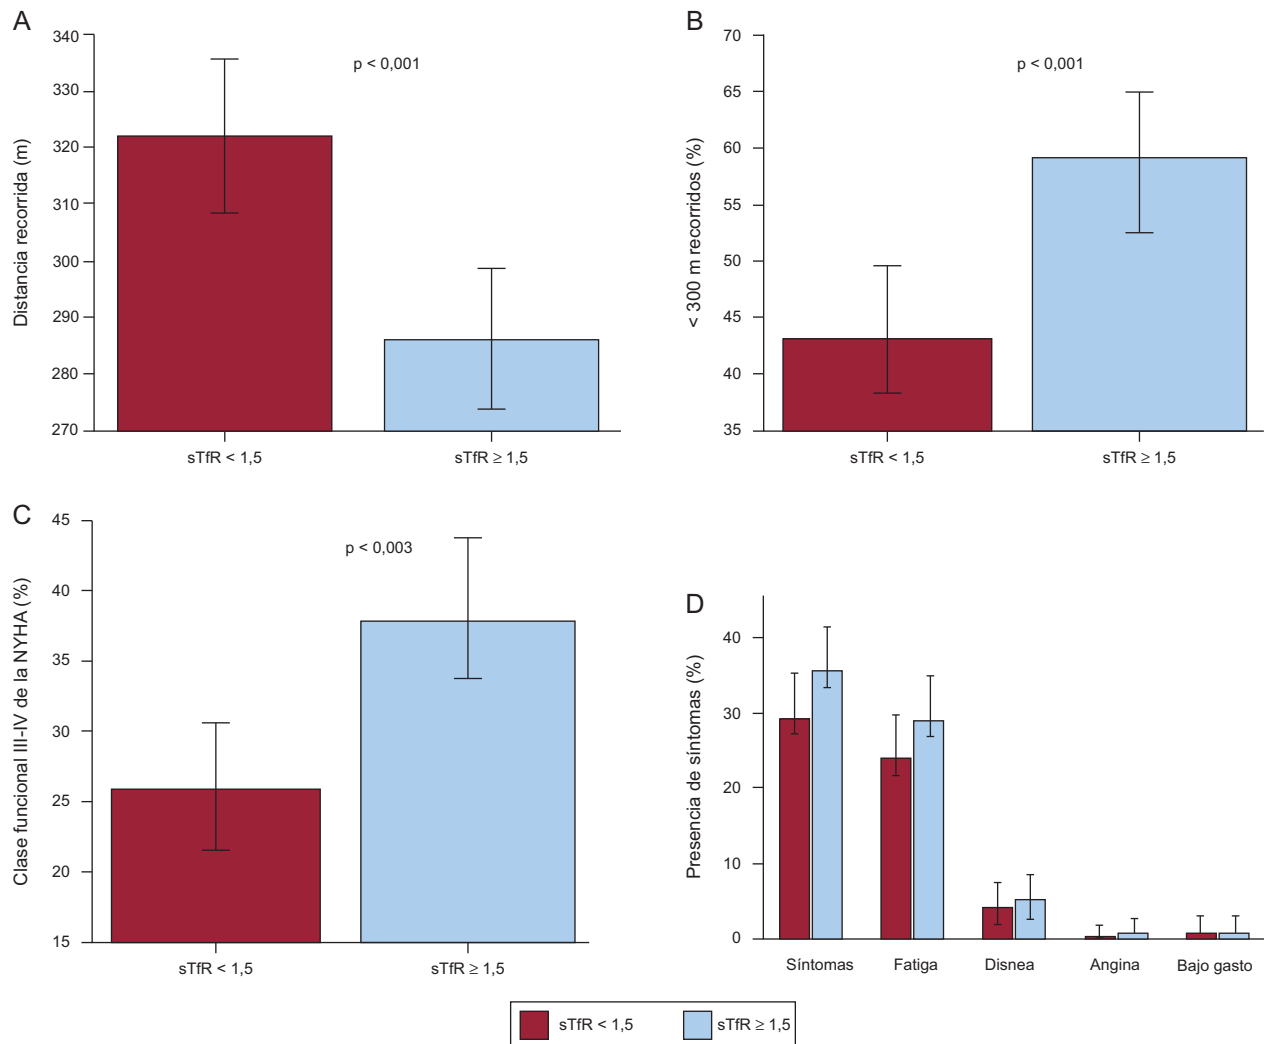 A
340
330
320
310
300
290
280
270
Distancia recorrida (m)
p < 0,001
sTfR < 1,5
sTfR ≥ 1,5
B
70
65
60
55
50
45
40
35
< 300 m recorridos (%)
p < 0,001
sTfR < 1,5
sTfR ≥ 1,5
C
45
40
35
30
25
20
15
Clase funcional III-IV de la NYHA (%)
p < 0,003
sTfR < 1,5
sTfR ≥ 1,5
D
40
30
20
10
0
Presencia de síntomas (%)
Síntomas
Fatiga
Disnea
Angina
Bajo gasto
sTfR < 1,5
sTfR ≥ 1,5